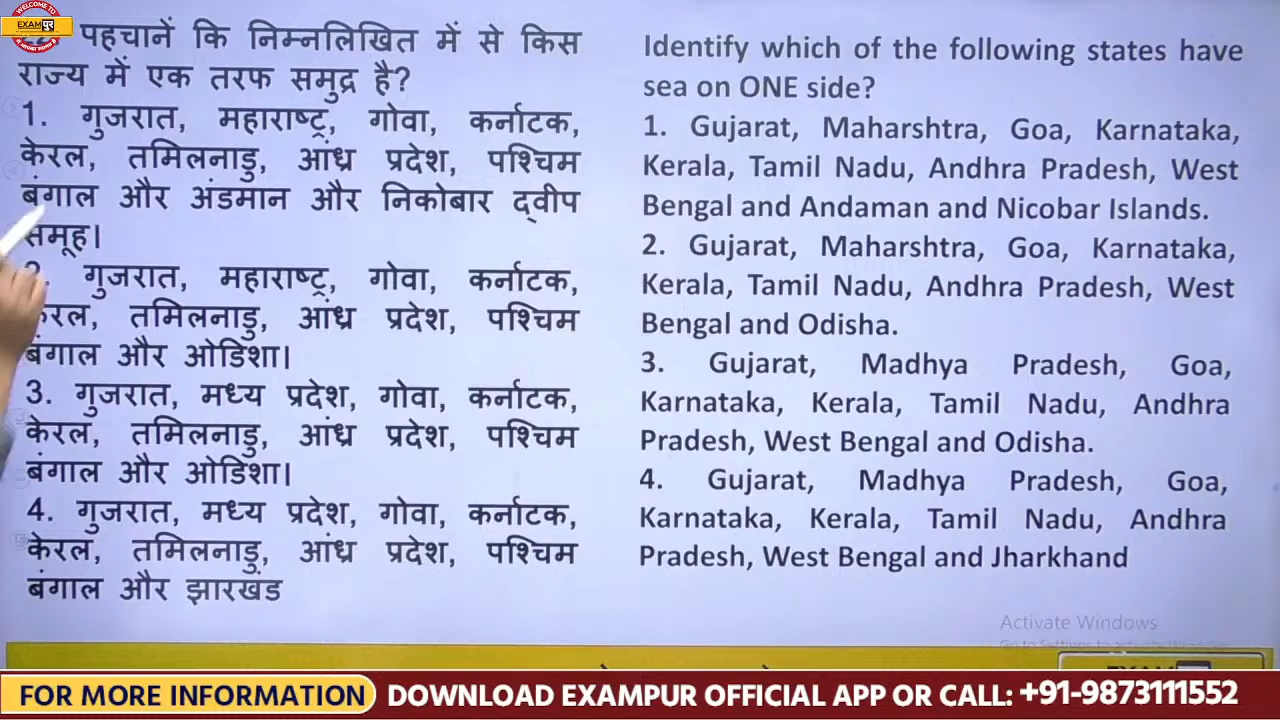 WELCOME TO
EXAMपुर
पहचानें कि निम्नलिखित में से किस
राज्य में एक तरफ समुद्र है?
1. गुजरात, महाराष्ट्र, गोवा, कर्नाटक,
केरल, तमिलनाडु, आंध्र प्रदेश, पश्चिम
बंगाल और अंडमान और निकोबार द्वीप
समूह।
2. गुजरात, महाराष्ट्र, गोवा, कर्नाटक,
केरल, तमिलनाडु, आंध्र प्रदेश, पश्चिम
बंगाल और ओडिशा।
3. गुजरात, मध्य प्रदेश, गोवा, कर्नाटक,
केरल, तमिलनाडु, आंध्र प्रदेश, पश्चिम
बंगाल और ओडिशा।
4. गुजरात, मध्य प्रदेश, गोवा, कर्नाटक,
केरल, तमिलनाडु, आंध्र प्रदेश, पश्चिम
बंगाल और झारखंड
Identify which of the following states have
sea on ONE side?
1. Gujarat, Maharshtra, Goa, Karnataka,
Kerala, Tamil Nadu, Andhra Pradesh, West
Bengal and Andaman and Nicobar Islands.
2. Gujarat, Maharshtra, Goa, Karnataka,
Kerala, Tamil Nadu, Andhra Pradesh, West
Bengal and Odisha.
3. Gujarat, Madhya Pradesh, Goa,
Karnataka, Kerala, Tamil Nadu, Andhra
Pradesh, West Bengal and Odisha.
4. Gujarat, Madhya Pradesh, Goa,
Karnataka, Kerala, Tamil Nadu, Andhra
Pradesh, West Bengal and Jharkhand
Activate Windows
FOR MORE INFORMATION DOWNLOAD EXAMPUR OFFICIAL APP OR CALL: +91-9873111552